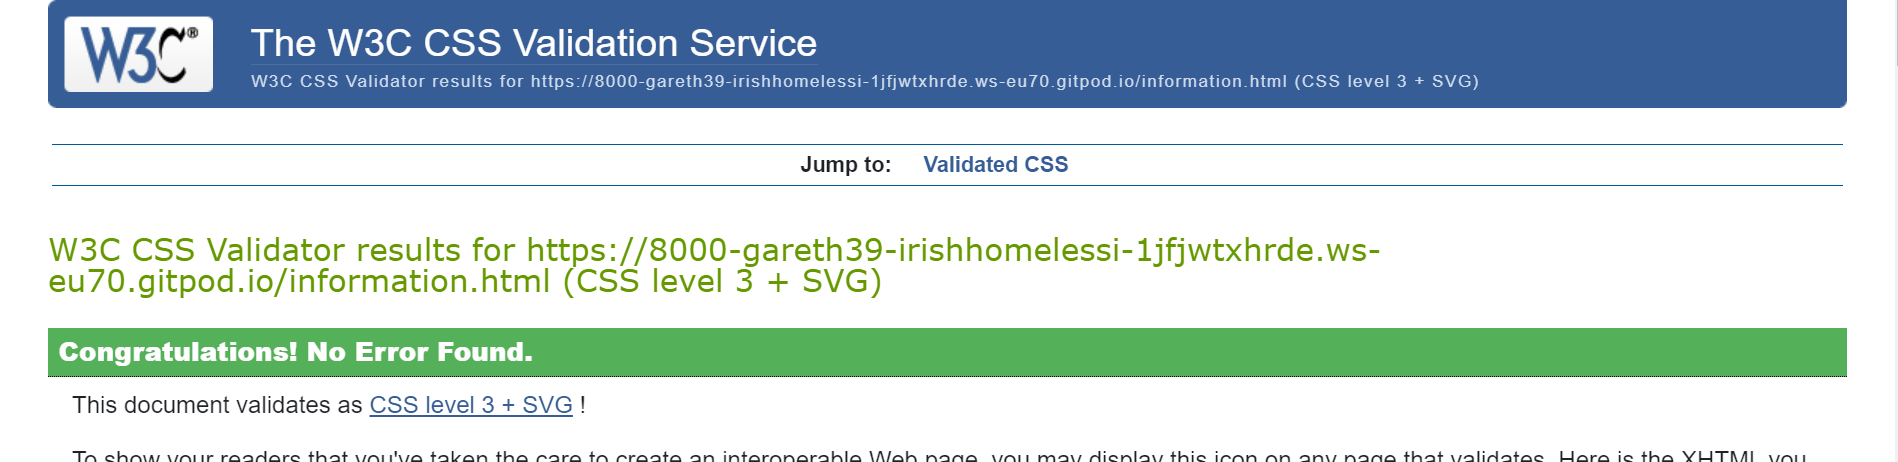 W3C®
The W3C CSS Validation Service
W3C CSS Validator results for https://8000-gareth39-irishhomelessi-1jfjwtxhrde.ws-eu70.gitpod.io/information.html (CSS level 3 + SVG)
Jump to: Validated CSS
W3C CSS Validator results for https://8000-gareth39-irishhomelessi-1jfjwtxhrde.ws-
eu70.gitpod.io/information.html (CSS level 3 + SVG)
Congratulations! No Error Found.
This document validates as CSS level 3 + SVG !
To show your readers that you've taken the care to create an interoperable Web page, you may display this icon on any page that validates. Here is the XHTML you